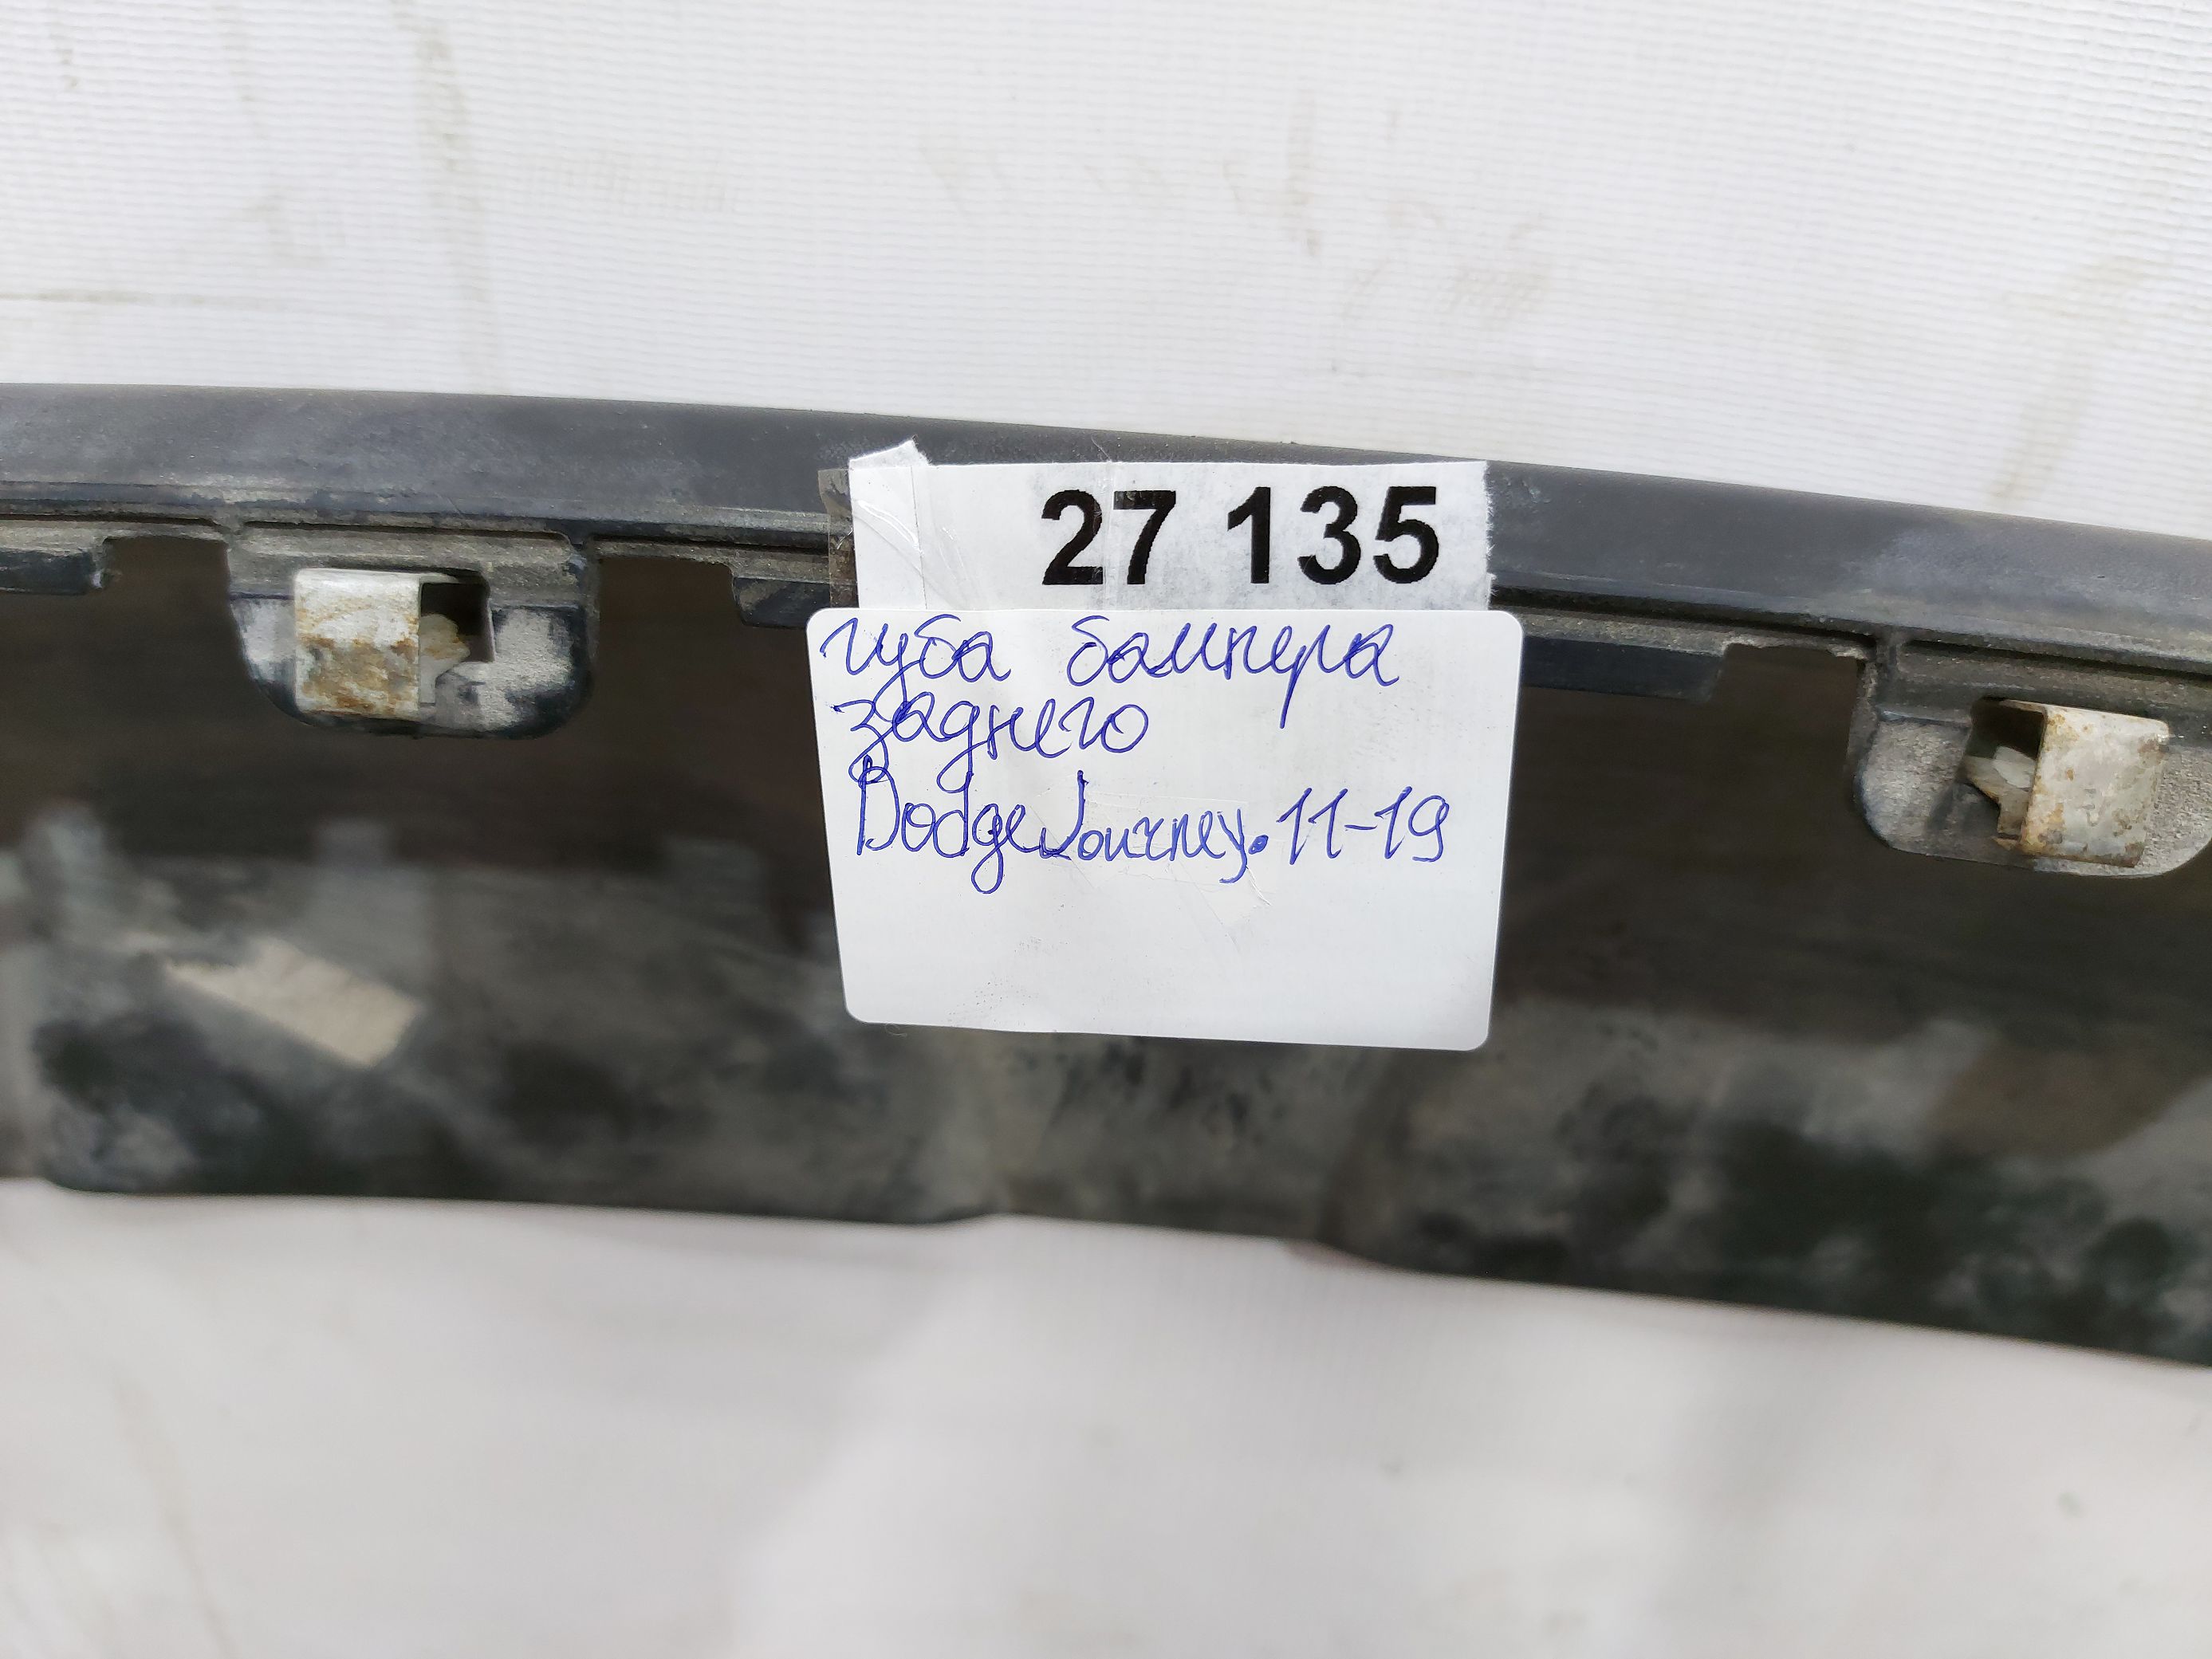 27 135
губа бампера
заднего
Dodge Journey. 11-19